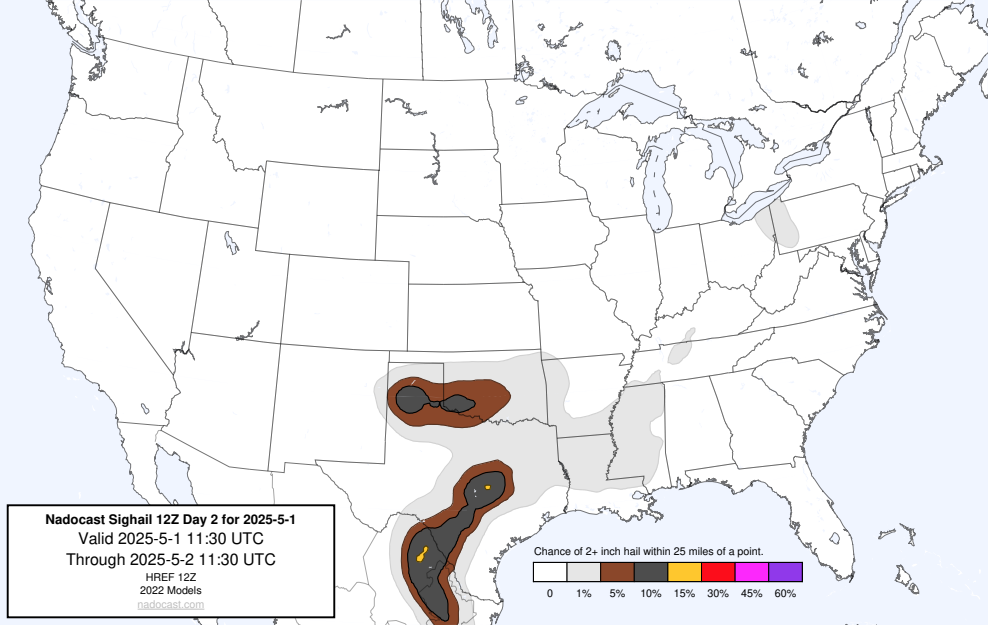 Nadocast Sighail 12Z Day 2 for 2025-5-1
Valid 2025-5-1 11:30 UTC
Through 2025-5-2 11:30 UTC
HREF 12Z
2022 Models
nadocast.com
Chance of 2+ inch hail within 25 miles of a point.
0 1% 5% 10% 15% 30% 45% 60%